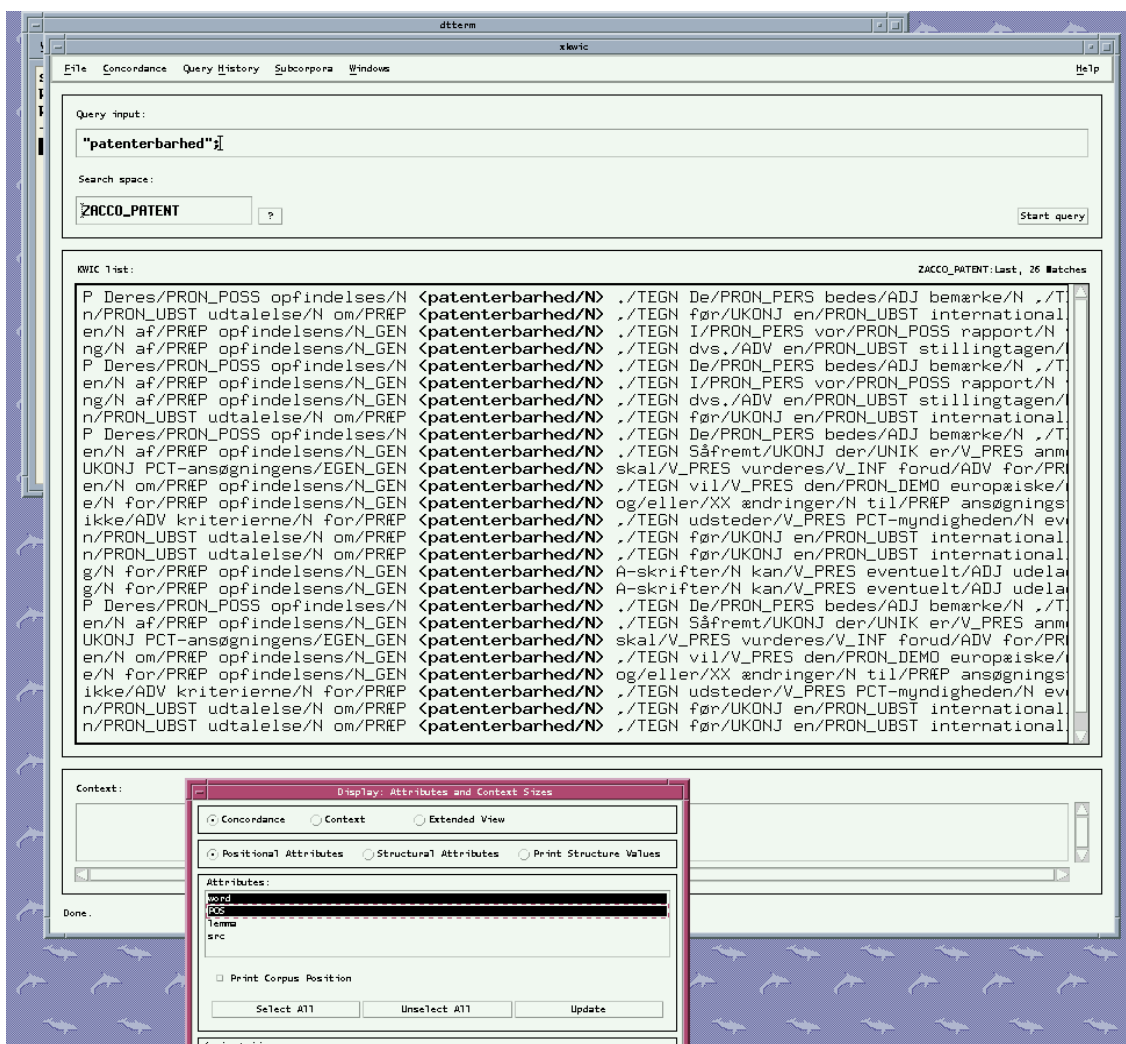 dtterm
xkwic
File Concordance Query History Subcorpora Windows Help
Query input:
"patenterbarhed";
Search space:
ZACCO_PATENT ? Start query
KWIC list: ZACCO_PATENT:Last, 26 Matches
P Deres/PRON_POSS opfindelses/N <patenterbarhed/N> ./TEGN De/PRON_PERS bedes/ADJ bemærke/N ,/T
n/PRON_UBST udtalelse/N om/PRÆP <patenterbarhed/N> ,/TEGN før/UKONJ en/PRON_UBST international
en/N af/PRÆP opfindelsens/N_GEN <patenterbarhed/N> ./TEGN I/PRON_PERS vor/PRON_POSS rapport/N
ng/N af/PRÆP opfindelsens/N_GEN <patenterbarhed/N> ,/TEGN dvs./ADV en/PRON_UBST stillingtagen/
P Deres/PRON_POSS opfindelses/N <patenterbarhed/N> ./TEGN De/PRON_PERS bedes/ADJ bemærke/N ,/T
en/N af/PRÆP opfindelsens/N_GEN <patenterbarhed/N> ./TEGN I/PRON_PERS vor/PRON_POSS rapport/N
ng/N af/PRÆP opfindelsens/N_GEN <patenterbarhed/N> ,/TEGN dvs./ADV en/PRON_UBST stillingtagen/
n/PRON_UBST udtalelse/N om/PRÆP <patenterbarhed/N> ,/TEGN før/UKONJ en/PRON_UBST international
P Deres/PRON_POSS opfindelses/N <patenterbarhed/N> ./TEGN De/PRON_PERS bedes/ADJ bemærke/N ,/T
en/N af/PRÆP opfindelsens/N_GEN <patenterbarhed/N> ./TEGN Såfremt/UKONJ der/UNIK er/V_PRES anm
UKONJ PCT-ansøgningens/EGEN_GEN <patenterbarhed/N> skal/V_PRES vurderes/V_INF forud/ADV for/PR
en/N om/PRÆP opfindelsens/N_GEN <patenterbarhed/N> ,/TEGN vil/V_PRES den/PRON_DEMO europæiske/
e/N for/PRÆP opfindelsens/N_GEN <patenterbarhed/N> og/eller/XX ændringer/N til/PRÆP ansøgnings
ikke/ADV kriterierne/N for/PRÆP <patenterbarhed/N> ,/TEGN udsteder/V_PRES PCT-myndigheden/N ev
n/PRON_UBST udtalelse/N om/PRÆP <patenterbarhed/N> ,/TEGN før/UKONJ en/PRON_UBST international
n/PRON_UBST udtalelse/N om/PRÆP <patenterbarhed/N> ,/TEGN før/UKONJ en/PRON_UBST international
g/N for/PRÆP opfindelsens/N_GEN <patenterbarhed/N> A-skrifter/N kan/V_PRES eventuelt/ADJ udela
g/N for/PRÆP opfindelsens/N_GEN <patenterbarhed/N> A-skrifter/N kan/V_PRES eventuelt/ADJ udela
P Deres/PRON_POSS opfindelses/N <patenterbarhed/N> ./TEGN De/PRON_PERS bedes/ADJ bemærke/N ,/T
en/N af/PRÆP opfindelsens/N_GEN <patenterbarhed/N> ./TEGN Såfremt/UKONJ der/UNIK er/V_PRES anm
UKONJ PCT-ansøgningens/EGEN_GEN <patenterbarhed/N> skal/V_PRES vurderes/V_INF forud/ADV for/PR
en/N om/PRÆP opfindelsens/N_GEN <patenterbarhed/N> ,/TEGN vil/V_PRES den/PRON_DEMO europæiske/
e/N for/PRÆP opfindelsens/N_GEN <patenterbarhed/N> og/eller/XX ændringer/N til/PRÆP ansøgnings
ikke/ADV kriterierne/N for/PRÆP <patenterbarhed/N> ,/TEGN udsteder/V_PRES PCT-myndigheden/N ev
n/PRON_UBST udtalelse/N om/PRÆP <patenterbarhed/N> ,/TEGN før/UKONJ en/PRON_UBST international
n/PRON_UBST udtalelse/N om/PRÆP <patenterbarhed/N> ,/TEGN før/UKONJ en/PRON_UBST international
Context:
Display: Attributes and Context Sizes
Concordance Context Extended View
Positional Attributes Structural Attributes Print Structure Values
Attributes:
word
POS
lemma
src
Print Corpus Position
Select All Unselect All Update
Done.